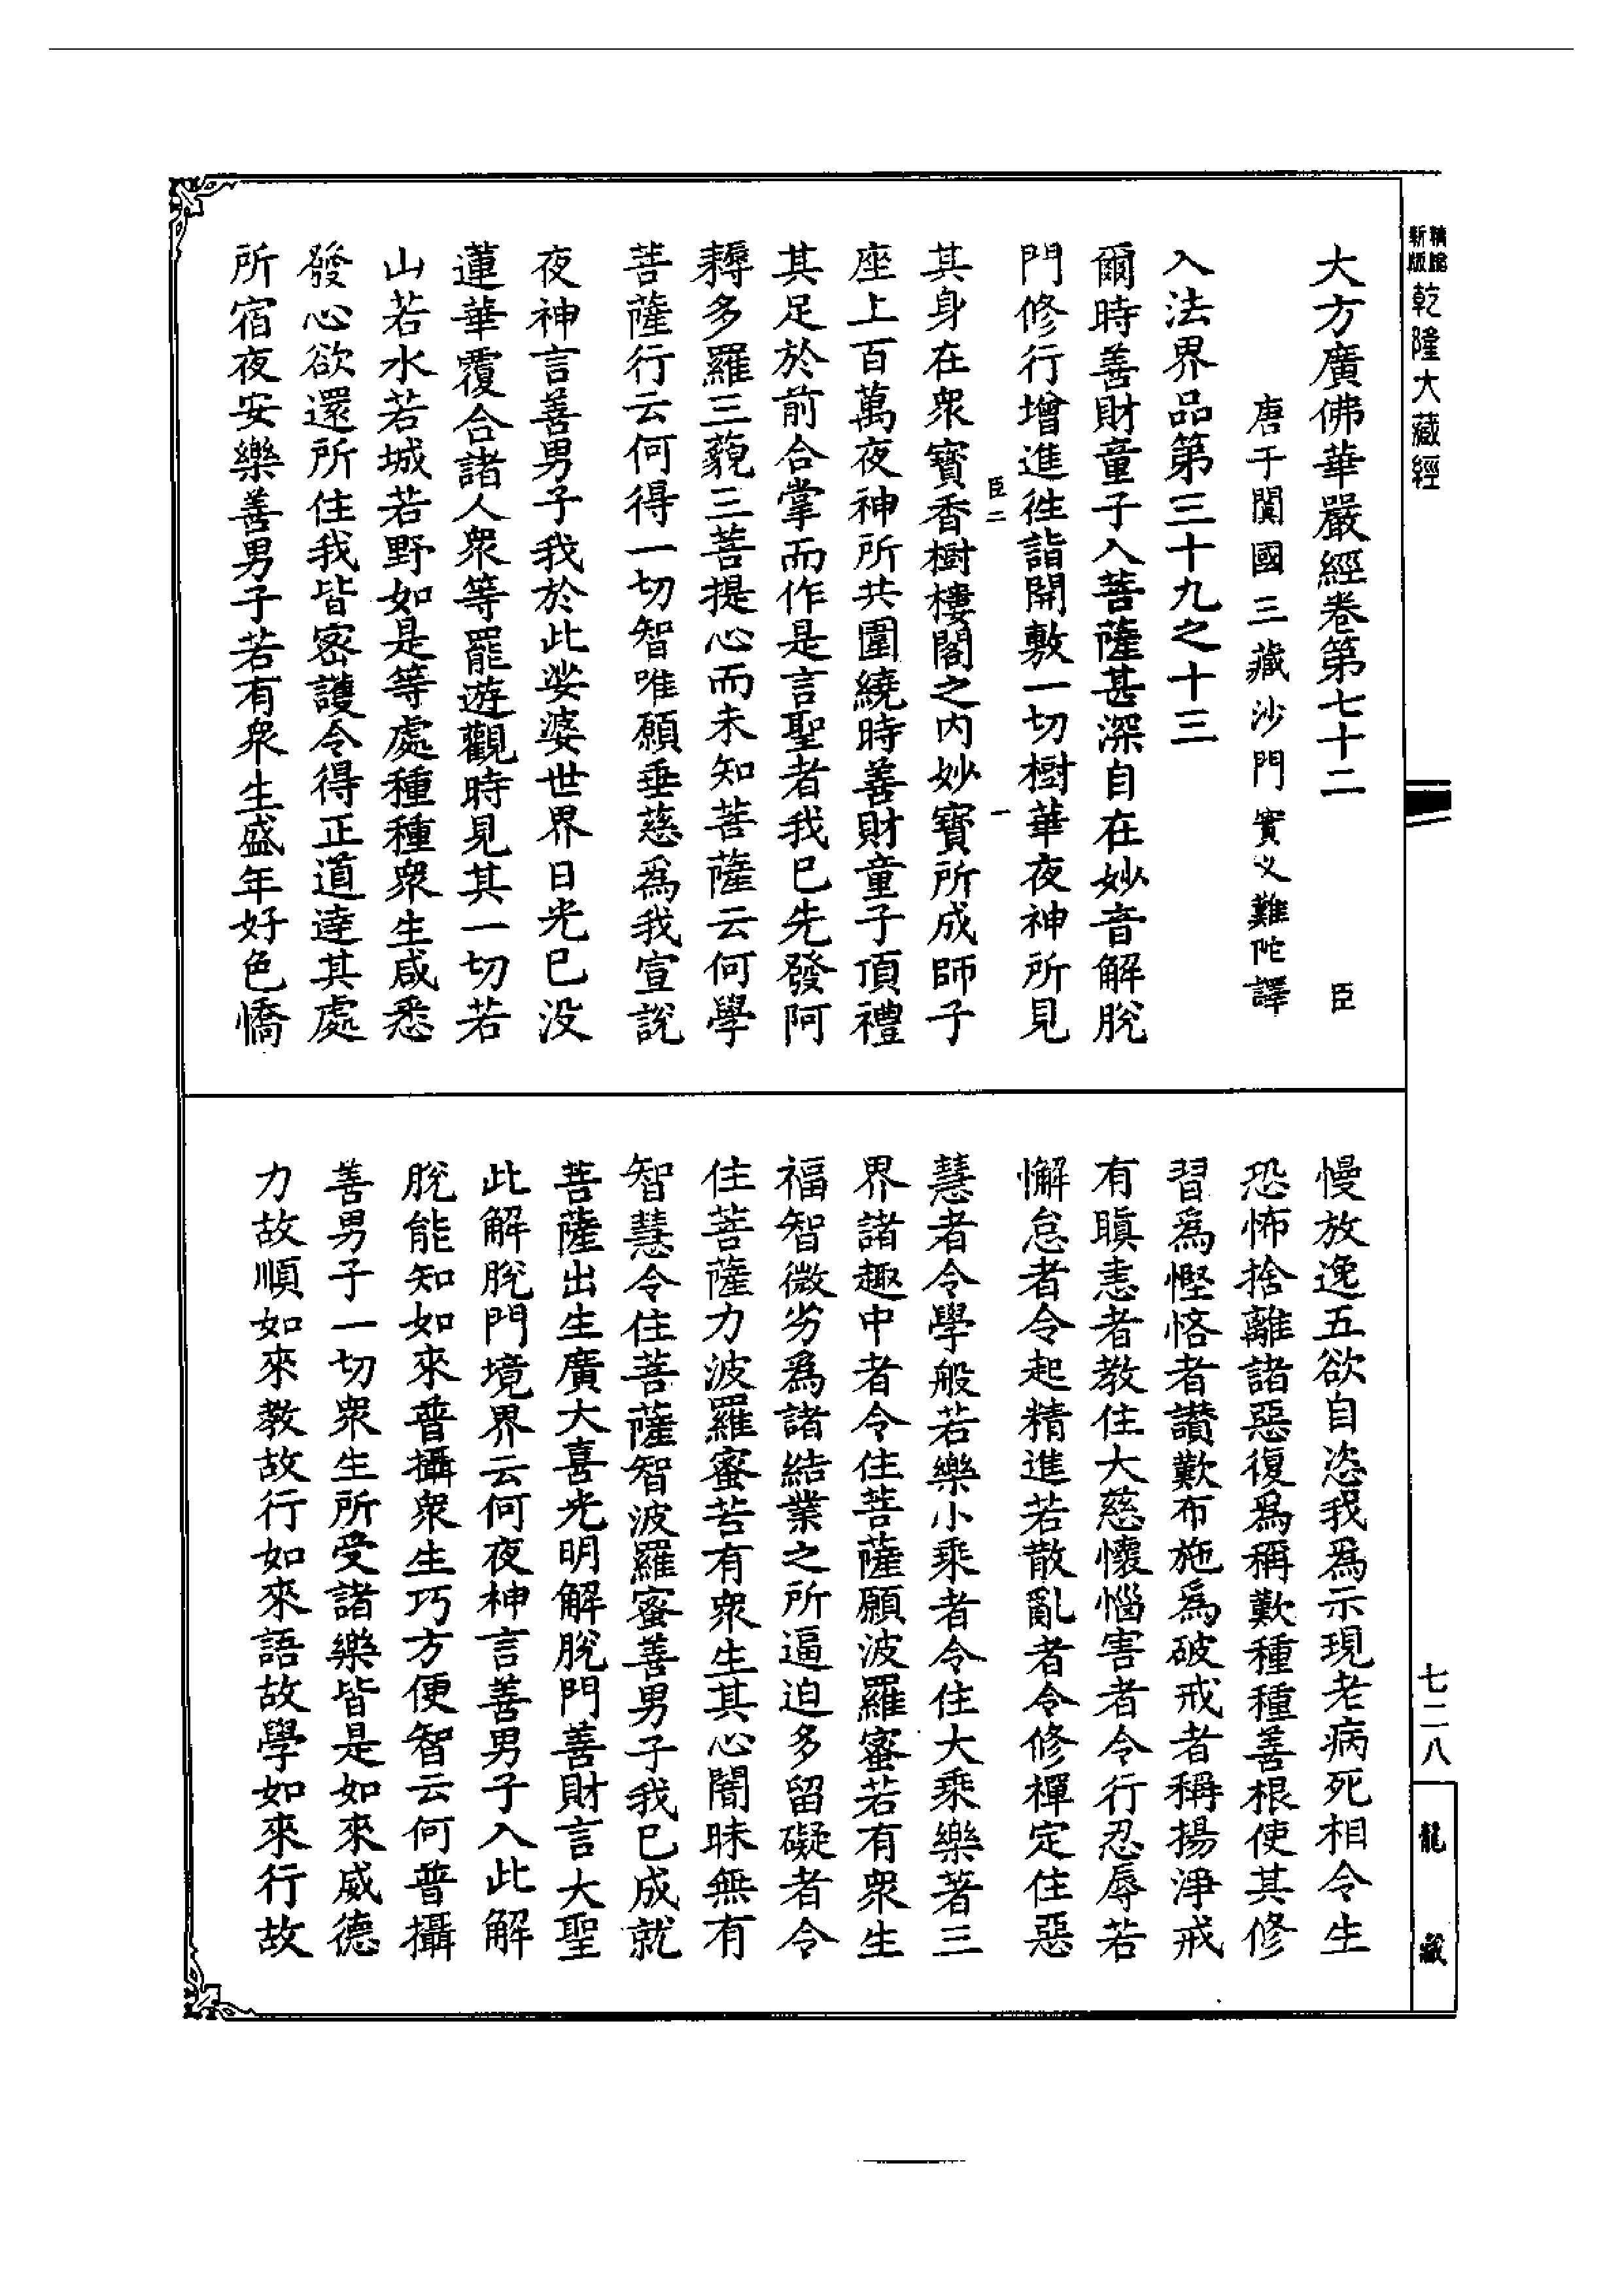 精繪
新版
乾隆大藏經
大方廣佛華嚴經卷第七十二 臣
唐于闐國三藏沙門實叉難陀譯
入法界品第三十九之十三
爾時善財童子入菩薩甚深自在妙音解脫
門修行增進徃詣開敷一切樹華夜神所見
臣二 一
其身在衆寶香樹樓閣之內妙寶所成師子
座上百萬夜神所共圍繞時善財童子頂禮
其足於前合掌而作是言聖者我已先發阿
耨多羅三藐三菩提心而未知菩薩云何學
菩薩行云何得一切智唯願垂慈爲我宣說
夜神言善男子我於此娑婆世界日光已没
蓮華覆合諸人衆等罷遊觀時見其一切若
山若水若城若野如是等處種種衆生咸悉
發心欲還所住我皆密護令得正道達其處
所宿夜安樂善男子若有衆生盛年好色憍
慢放逸五欲自恣我爲示現老病死相令生
恐怖捨離諸惡復爲稱歎種種善根使其修
習爲慳悋者讚歎布施爲破戒者稱揚淨戒
有瞋恚者教住大慈懷惱害者令行忍辱若
懈怠者令起精進若散亂者令修禪定住惡
慧者令學般若樂小乘者令住大乘樂著三
界諸趣中者令住菩薩願波羅蜜若有衆生
福智微劣爲諸結業之所逼迫多留礙者令
住菩薩力波羅蜜若有衆生其心闇昧無有
智慧令住菩薩智波羅蜜善男子我已成就
菩薩出生廣大喜光明解脫門善財言大聖
此解脫門境界云何夜神言善男子入此解
脫能知如來普攝衆生巧方便智云何普攝
善男子一切衆生所受諸樂皆是如來威德
力故順如來教故行如來語故學如來行故
七二八
龍藏